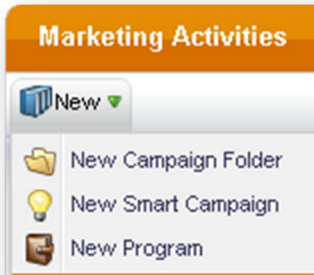 Marketing Activities
New
New Campaign Folder
New Smart Campaign
New Program